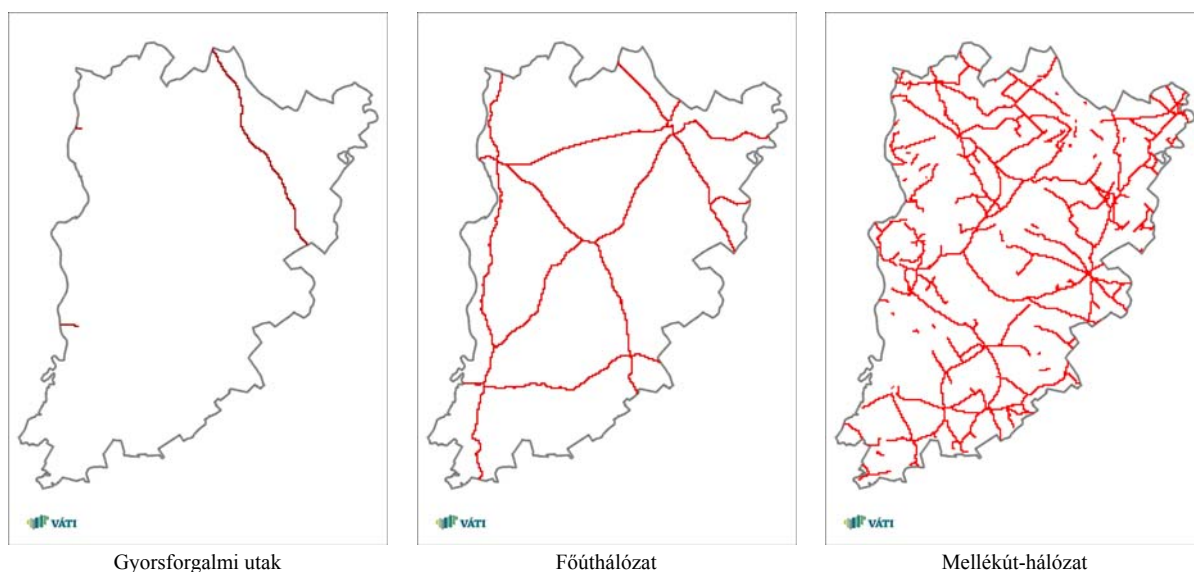 VÁTI
VÁTI
VÁTI
Gyorsforgalmi utak
Főúthálózat
Mellékút-hálózat